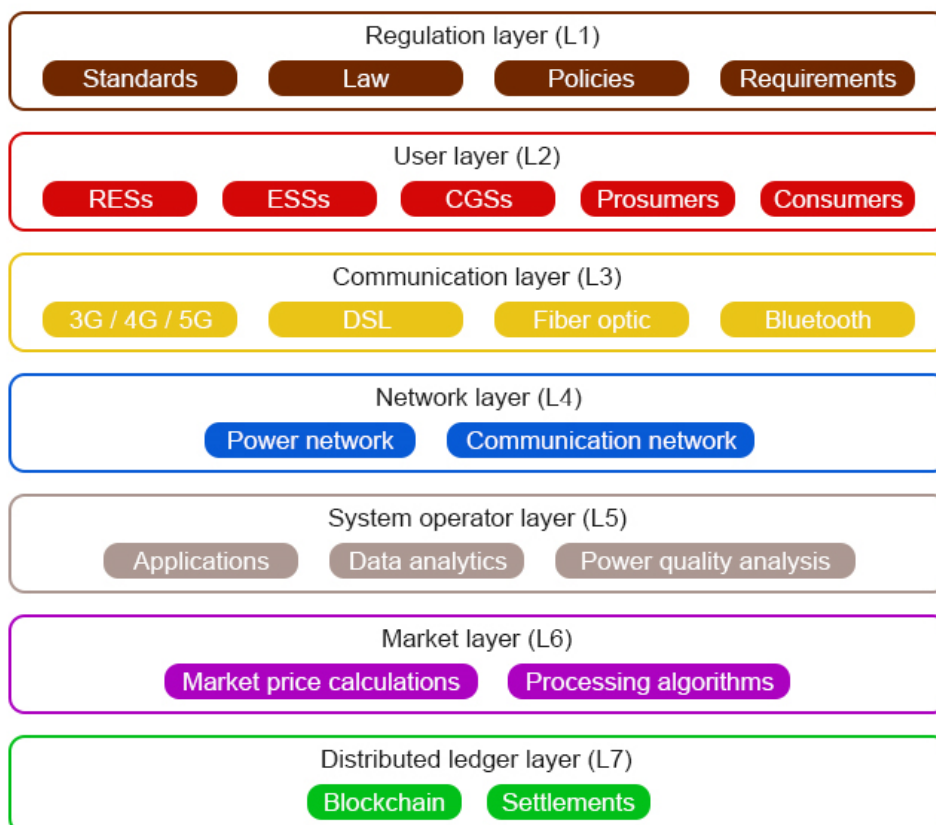 Regulation layer (L1)
Standards Law Policies Requirements
User layer (L2)
RESs ESSs CGSs Prosumers Consumers
Communication layer (L3)
3G / 4G / 5G DSL Fiber optic Bluetooth
Network layer (L4)
Power network Communication network
System operator layer (L5)
Applications Data analytics Power quality analysis
Market layer (L6)
Market price calculations Processing algorithms
Distributed ledger layer (L7)
Blockchain Settlements